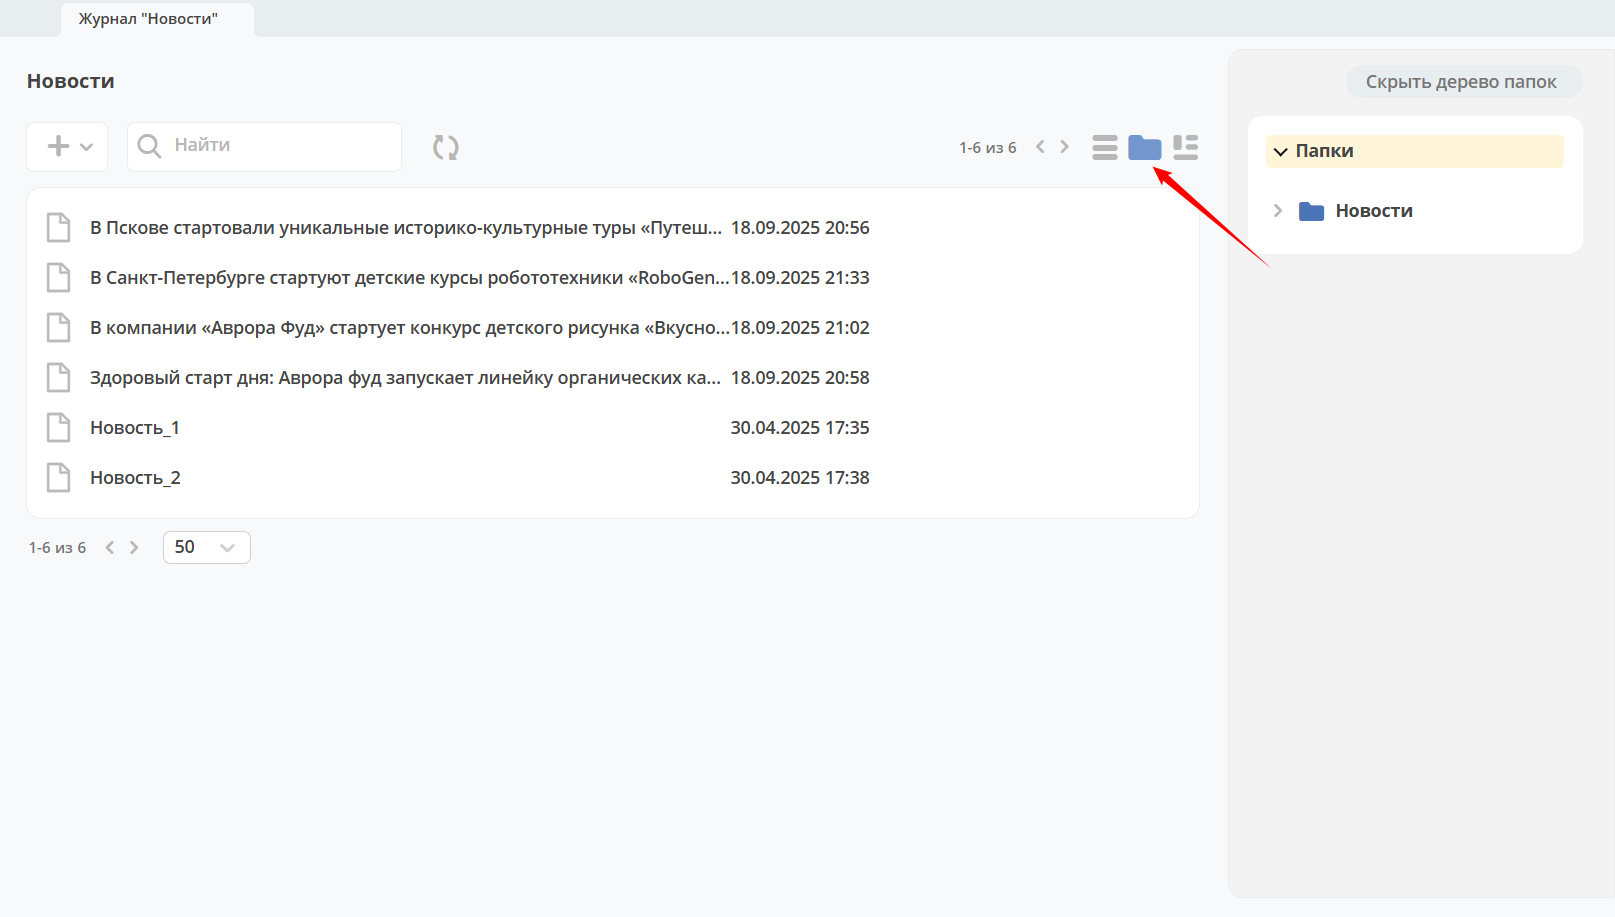 Журнал "Новости"
Новости
Скрыть дерево папок
Найти
1-6 из 6
Папки
Новости
В Пскове стартовали уникальные историко-культурные туры «Путеш... 18.09.2025 20:56
В Санкт-Петербурге стартуют детские курсы робототехники «RoboGen... 18.09.2025 21:33
В компании «Аврора Фуд» стартует конкурс детского рисунка «Вкусно... 18.09.2025 21:02
Здоровый старт дня: Аврора фуд запускает линейку органических ка... 18.09.2025 20:58
Новость_1 30.04.2025 17:35
Новость_2 30.04.2025 17:38
1-6 из 6 50